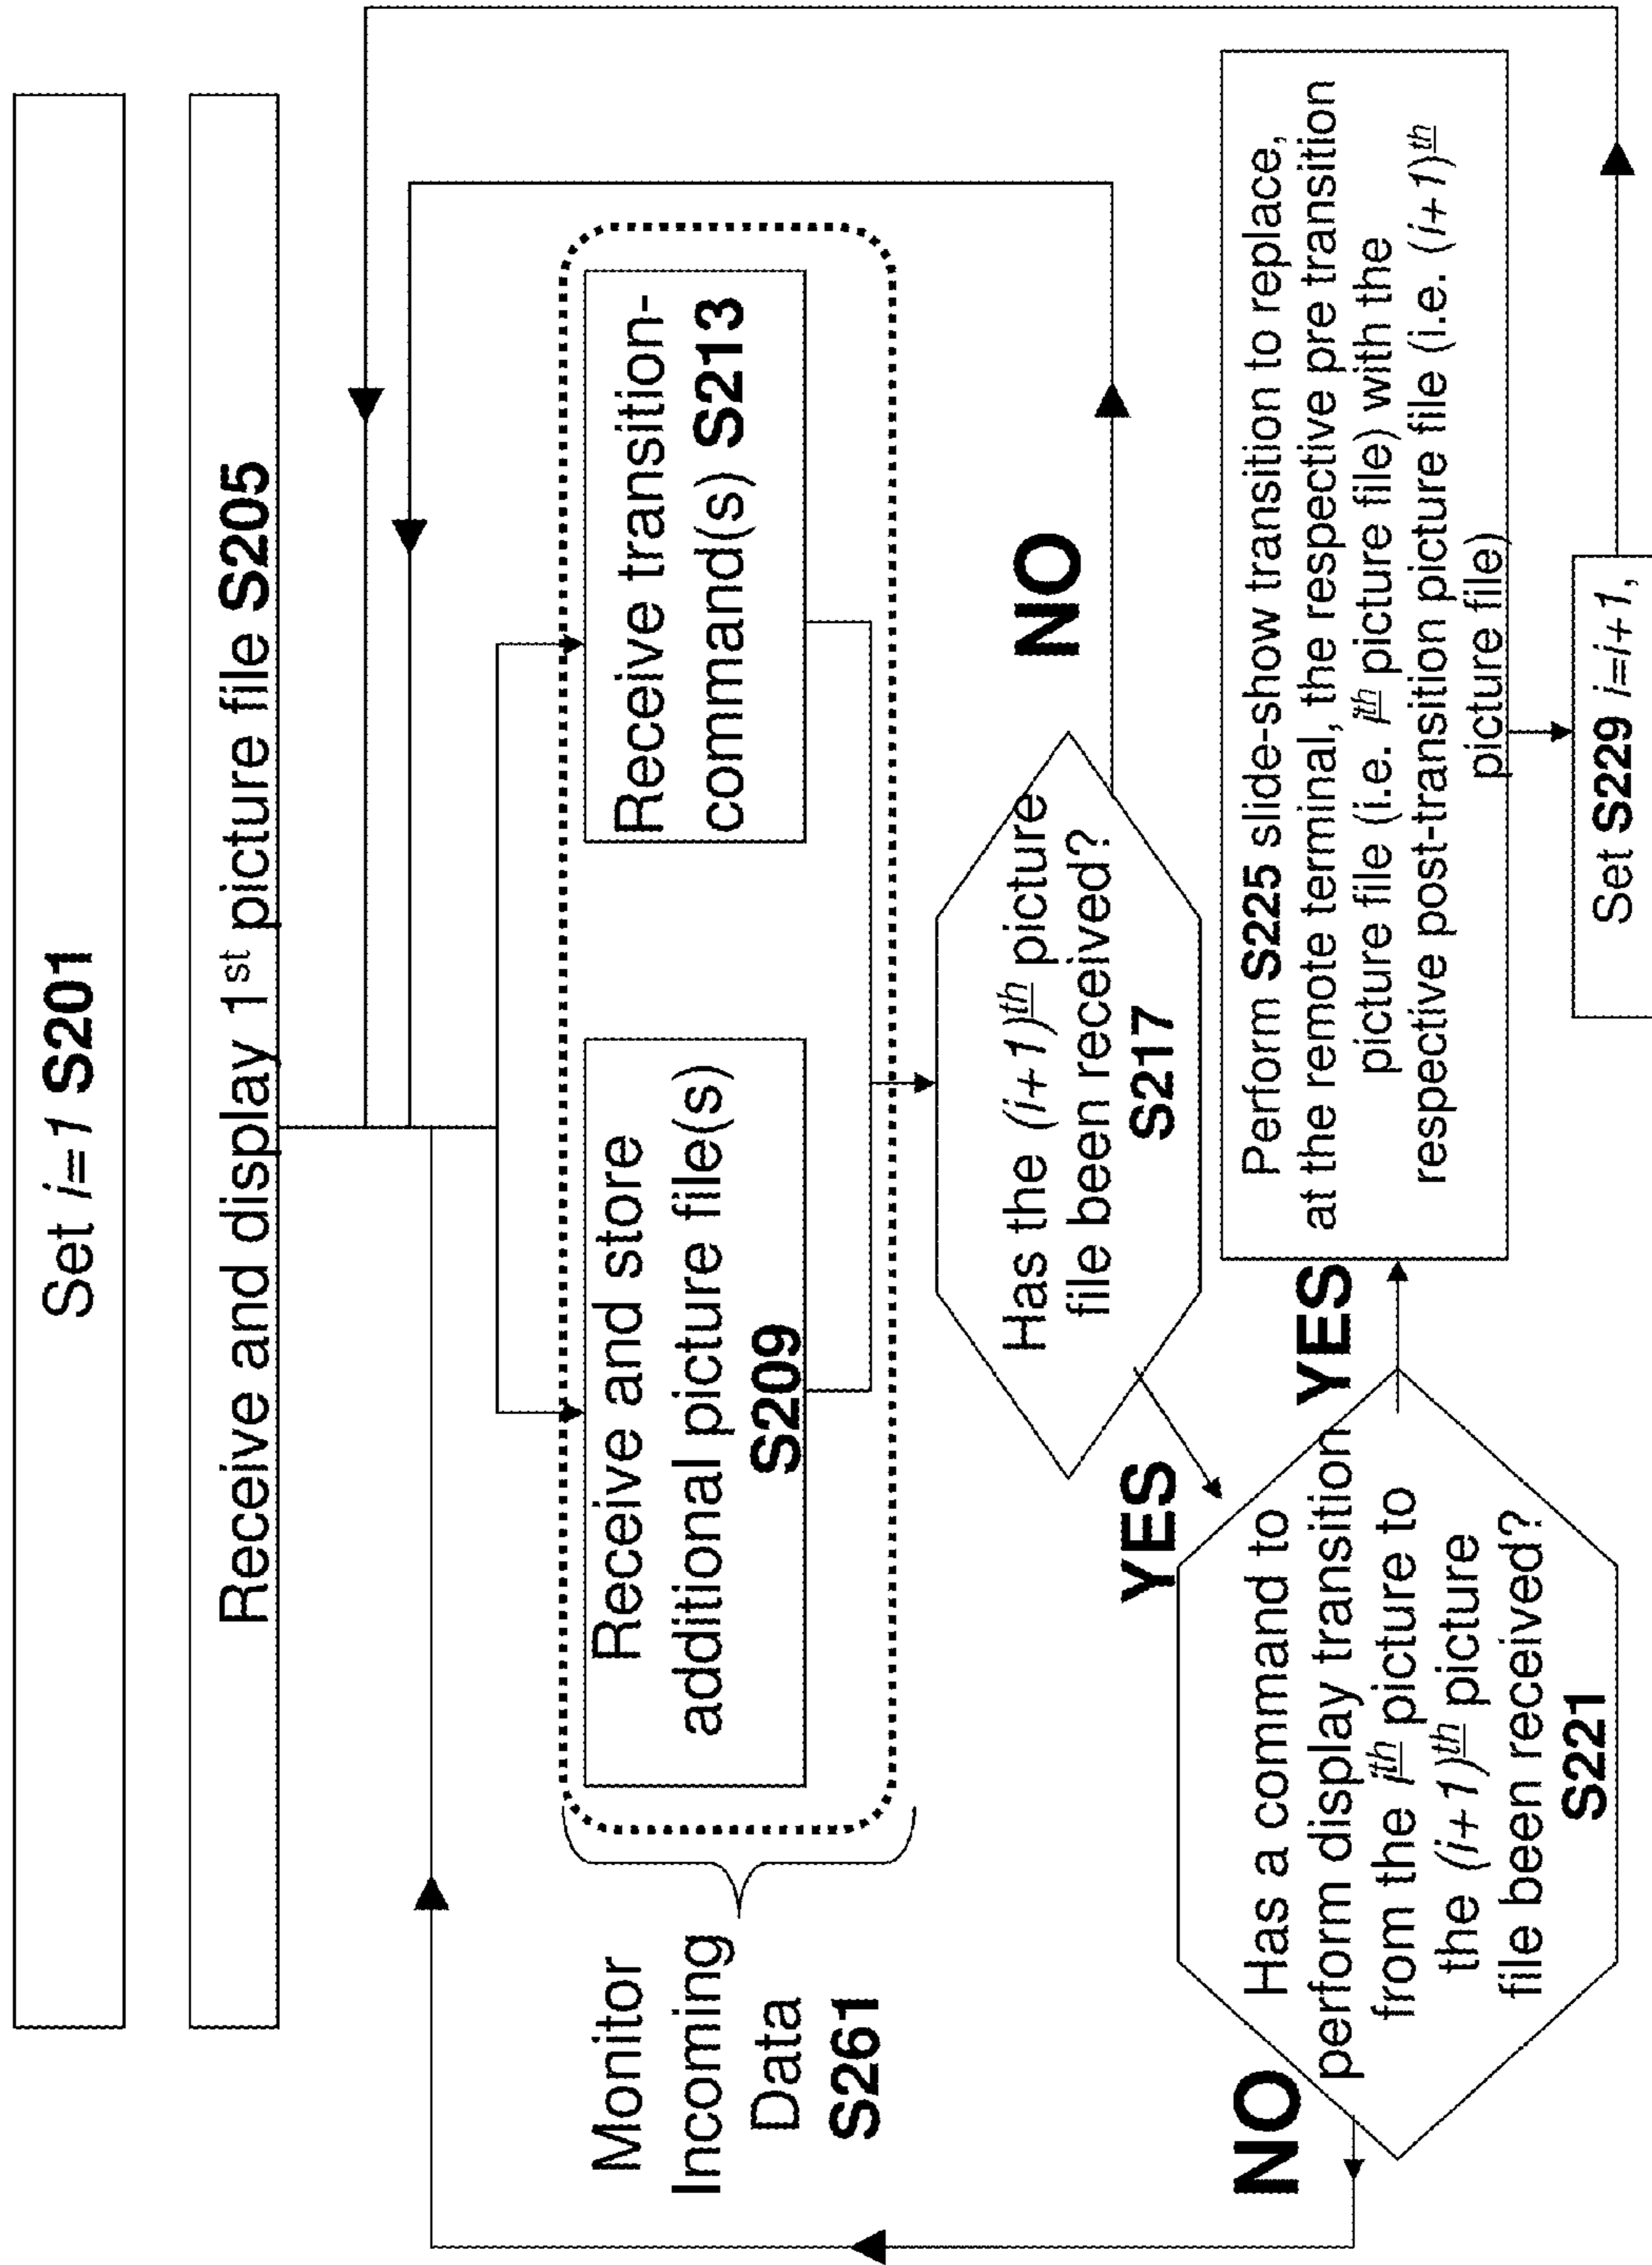 Set i=1 S201
Receive and display 1st picture file S205
Monitor
Incoming
Data
S261
Receive and store
additional picture file(s)
S209
Receive transition-
command(s) S213
Has the (i+1)th picture
file been received?
S217
NO
YES
NO
Has a command to
perform display transition
from the ith picture to
the (i+1)th picture
file been received?
S221
YES
Perform S225 slide-show transition to replace,
at the remote terminal, the respective pre transition
picture file (i.e. ith picture file) with the
respective post-transition picture file (i.e. (i+1)th
picture file)
Set S229 i=i+1,